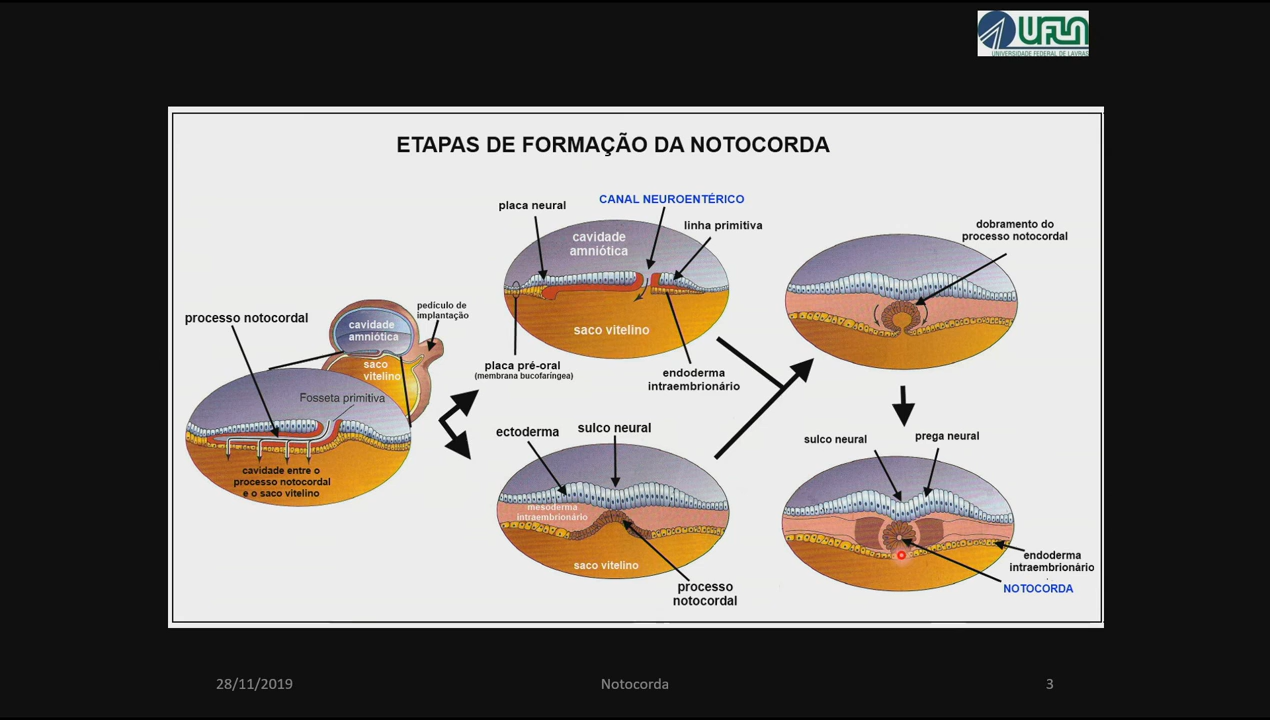 UFLA
UNIVERSIDADE FEDERAL DE LAVRAS
ETAPAS DE FORMAÇÃO DA NOTOCORDA
processo notocordal
cavidade
amniótica
pedículo de
implantação
saco
vitelino
Fosseta primitiva
cavidade entre o
processo notocordal
e o saco vitelino
placa neural
CANAL NEUROENTÉRICO
linha primitiva
cavidade
amniótica
saco vitelino
placa pré-oral
(membrana bucofaríngea)
endoderma
intraembrionário
ectoderma
sulco neural
mesoderma
intraembrionário
saco vitelino
processo
notocordal
dobramento do
processo notocordal
sulco neural
prega neural
endoderma
intraembrionário
NOTOCORDA
28/11/2019
Notocorda
3